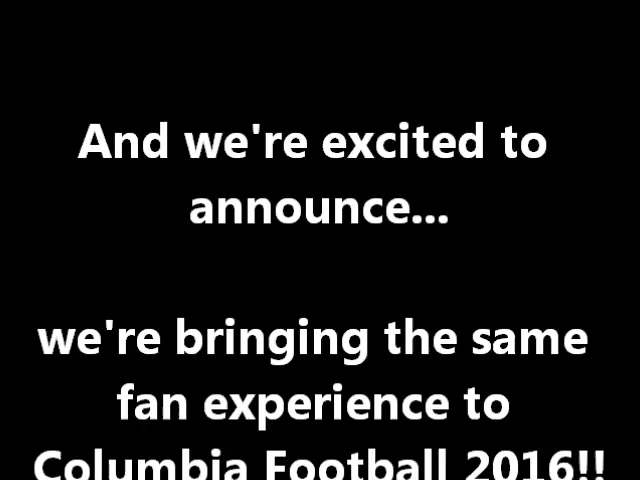 And we're excited to
announce...
we're bringing the same
fan experience to
Columbia Football 2016!!